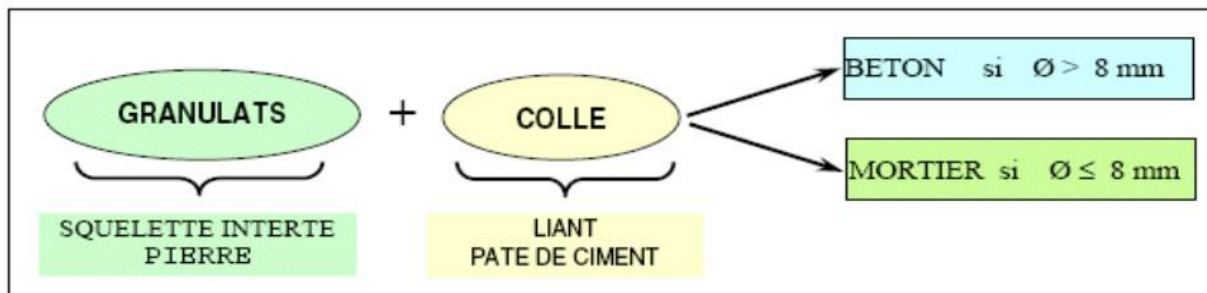 GRANULATS + COLLE
BETON si Ø > 8 mm
MORTIER si Ø ≤ 8 mm
SQUELETTE INTERTE
PIERRE
LIANT
PATE DE CIMENT